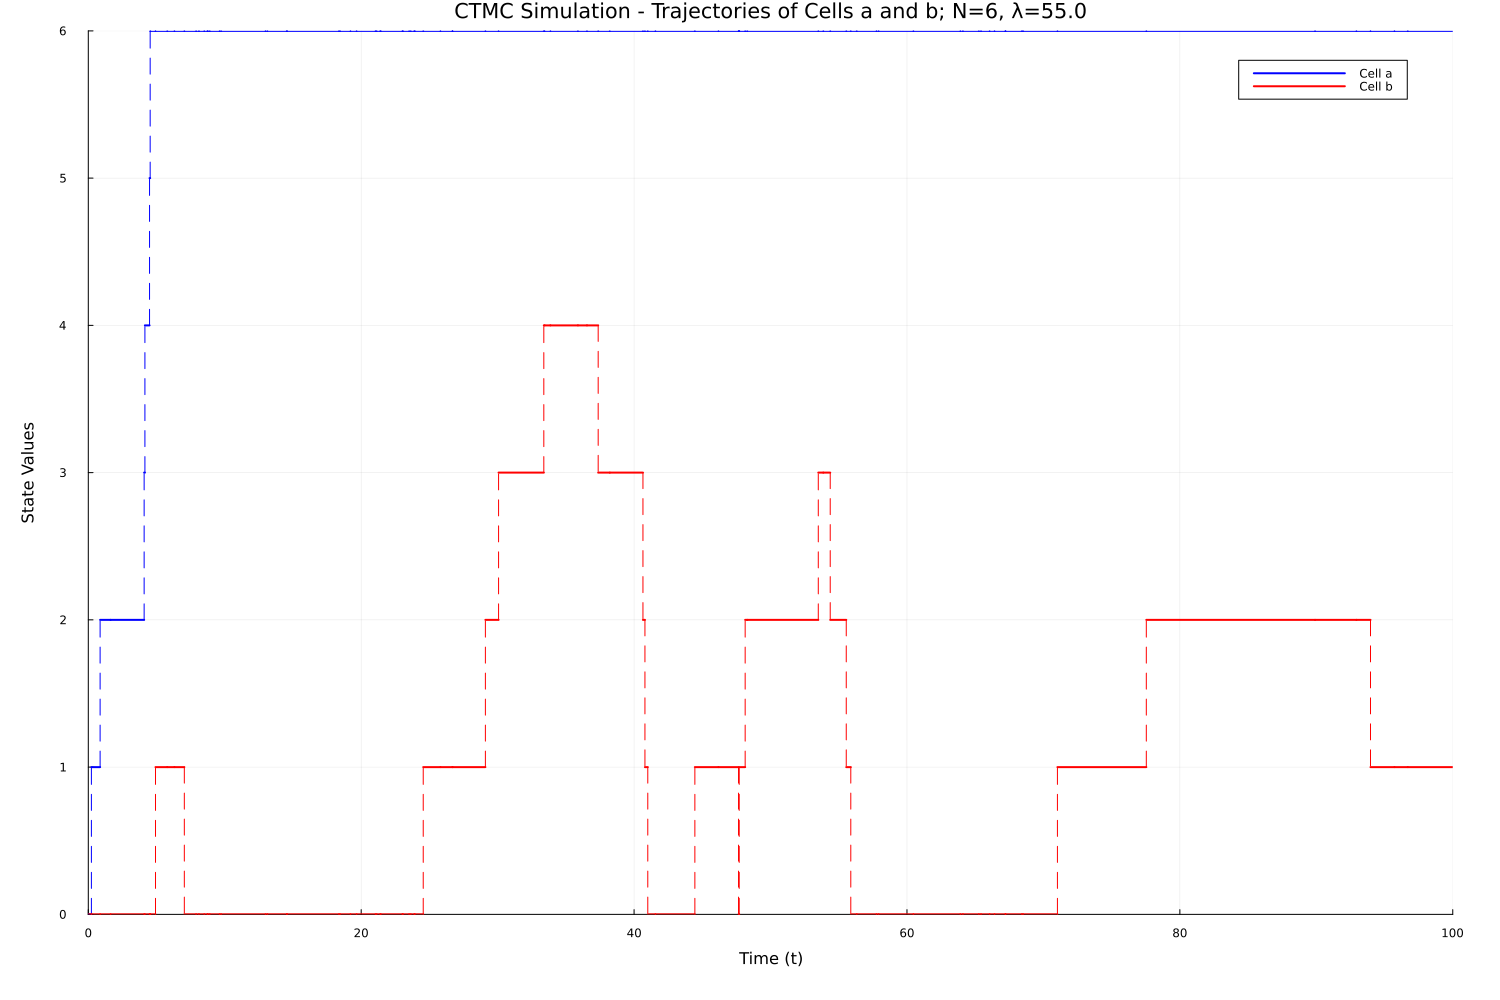 CTMC Simulation - Trajectories of Cells a and b; N=6, λ=55.0
Cell a
Cell b
State Values
6
5
4
3
2
1
0
0 20 40 60 80 100
Time (t)